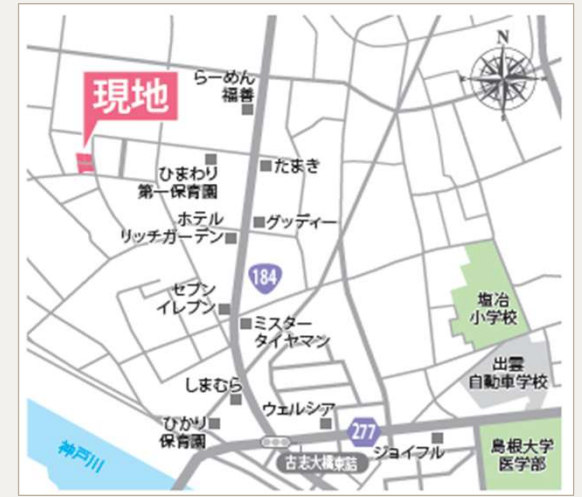 N
らーめん
福善
現地
たまき
ひまわり
第一保育園
ホテル
リッチガーデン
グッディー
184
セブン
イレブン
塩冶
小学校
ミスター
タイヤマン
出雲
自動車学校
しまむら
ウェルシア
ひかり
保育園
277
ジョイフル
島根大学
医学部
神戸川
古志大橋東詰